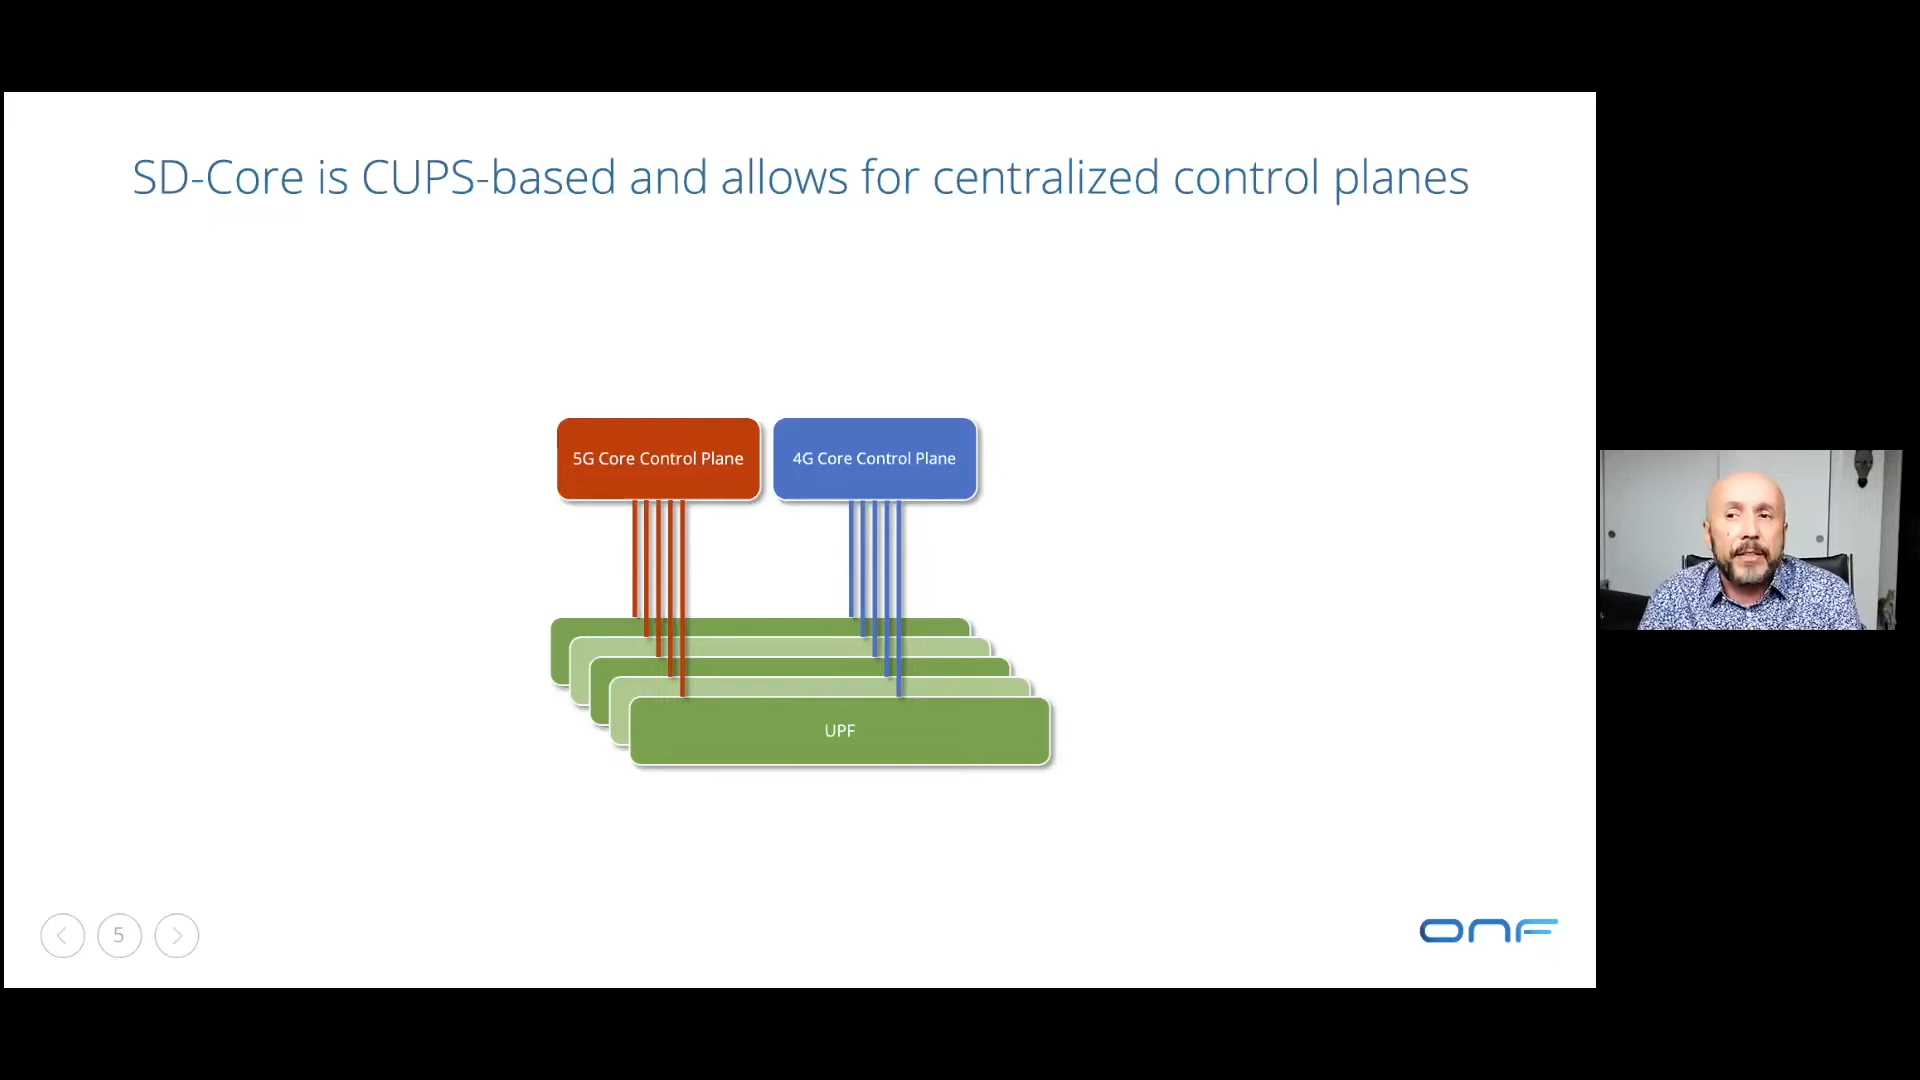 SD-Core is CUPS-based and allows for centralized control planes
5G Core Control Plane
4G Core Control Plane
UPF
5
ONF